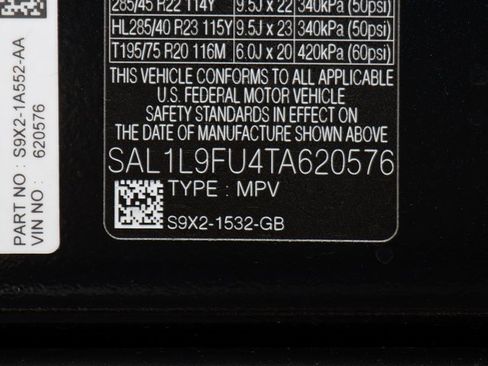 285/45 R22 114Y 9.5J x 22 340kPa (50psi)
HL285/40 R23 115Y 9.5J x 23 340kPa (50psi)
T195/75 R20 116M 6.0J x 20 420kPa (60psi)
THIS VEHICLE CONFORMS TO ALL APPLICABLE
U.S. FEDERAL MOTOR VEHICLE
SAFETY STANDARDS IN EFFECT ON
THE DATE OF MANUFACTURE SHOWN ABOVE
SAL1L9FU4TA620576
TYPE : MPV
S9X2-1532-GB
PART NO : S9X2-1A552-AA
VIN NO : 620576